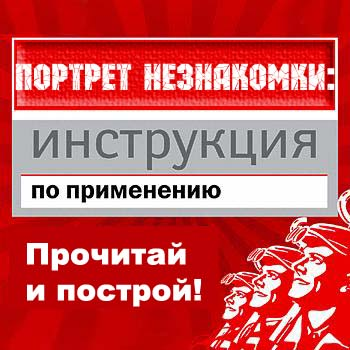 ПОРТРЕТ НЕЗНАКОМКИ:
инструкция
по применению
Прочитай
и построй!